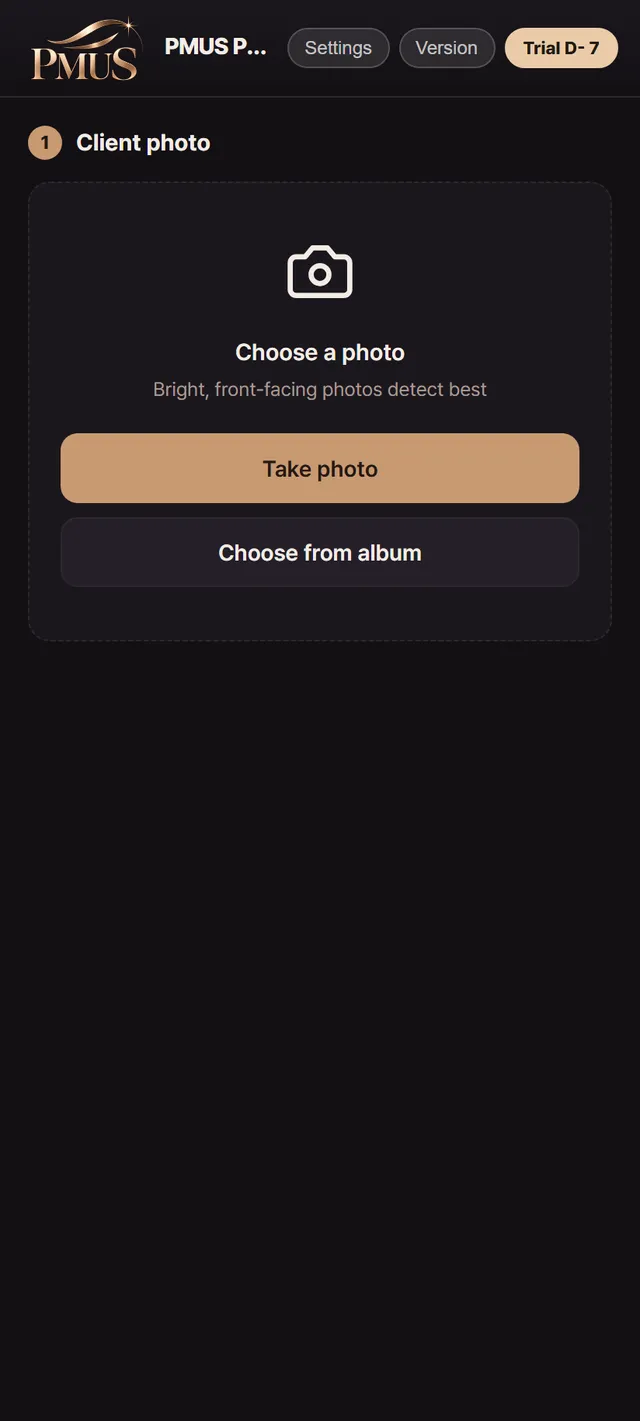 PMUS
PMUS P...
Settings
Version
Trial D- 7
1
Client photo
Choose a photo
Bright, front-facing photos detect best
Take photo
Choose from album